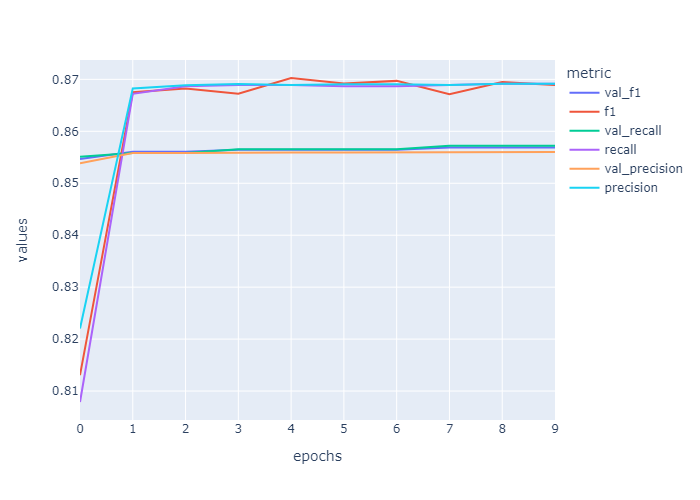 0.87
0.86
0.85
0.84
0.83
0.82
0.81
values
0 1 2 3 4 5 6 7 8 9
epochs
metric
val_f1
f1
val_recall
recall
val_precision
precision